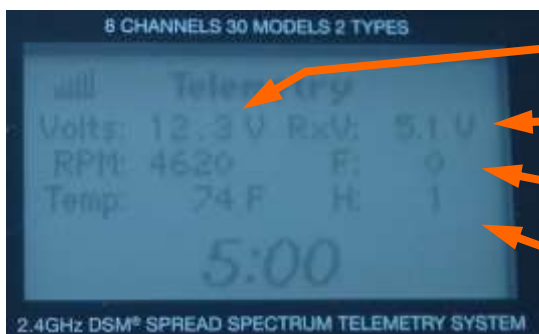 8 CHANNELS 30 MODELS 2 TYPES
Telemetry
Volts: 12.3 V RxV: 5.1 V
RPM: 4620 F: 0
Temp: 74 F H: 1
5:00
2.4GHz DSM® SPREAD SPECTRUM TELEMETRY SYSTEM